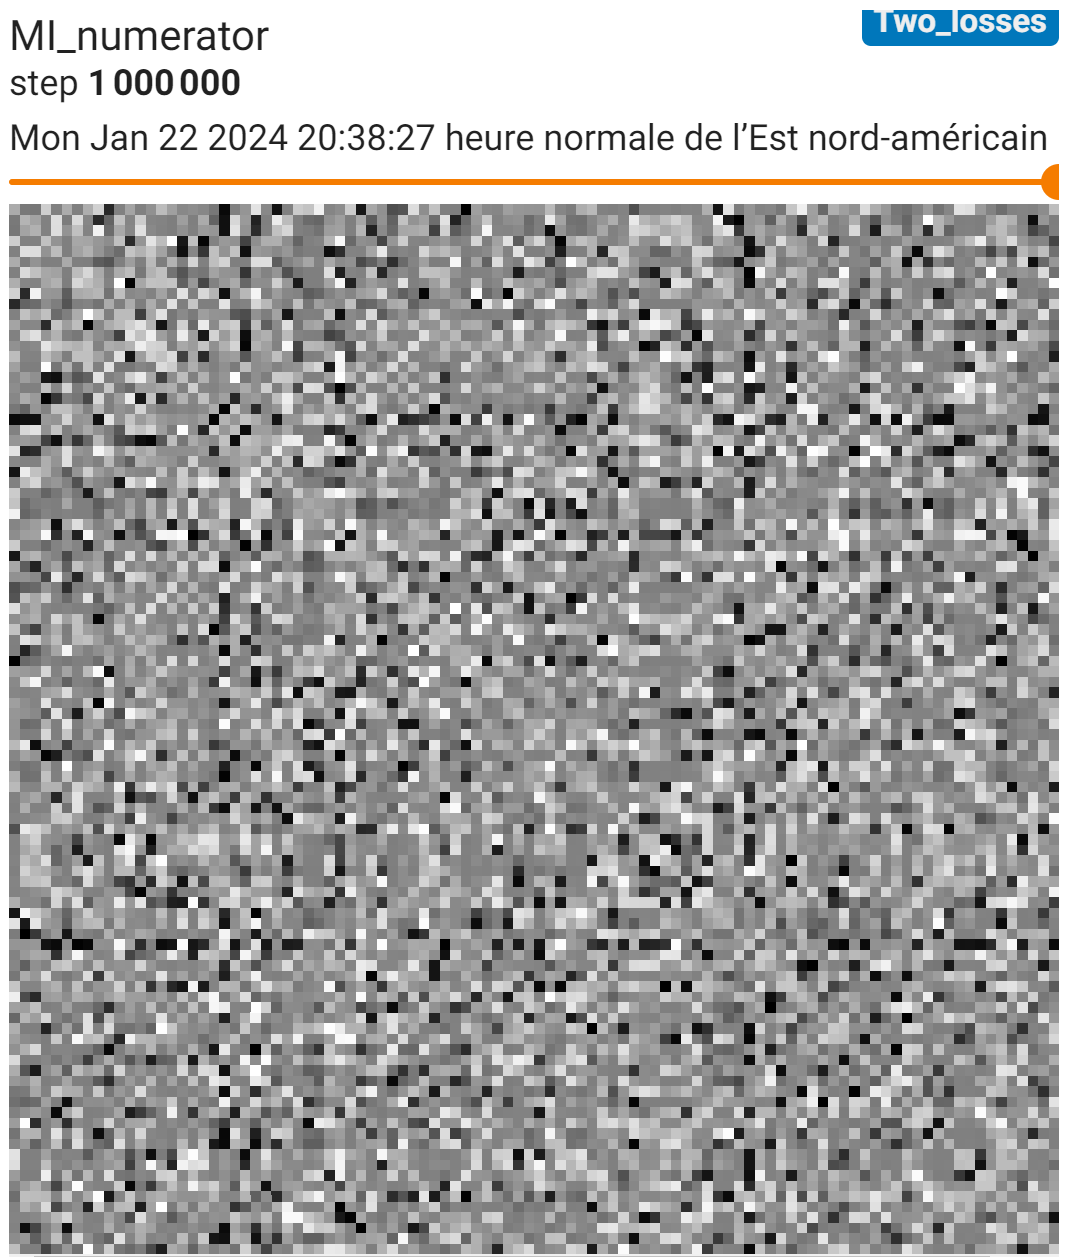 MI_numerator
Two_losses
step 1 000 000
Mon Jan 22 2024 20:38:27 heure normale de l’Est nord-américain